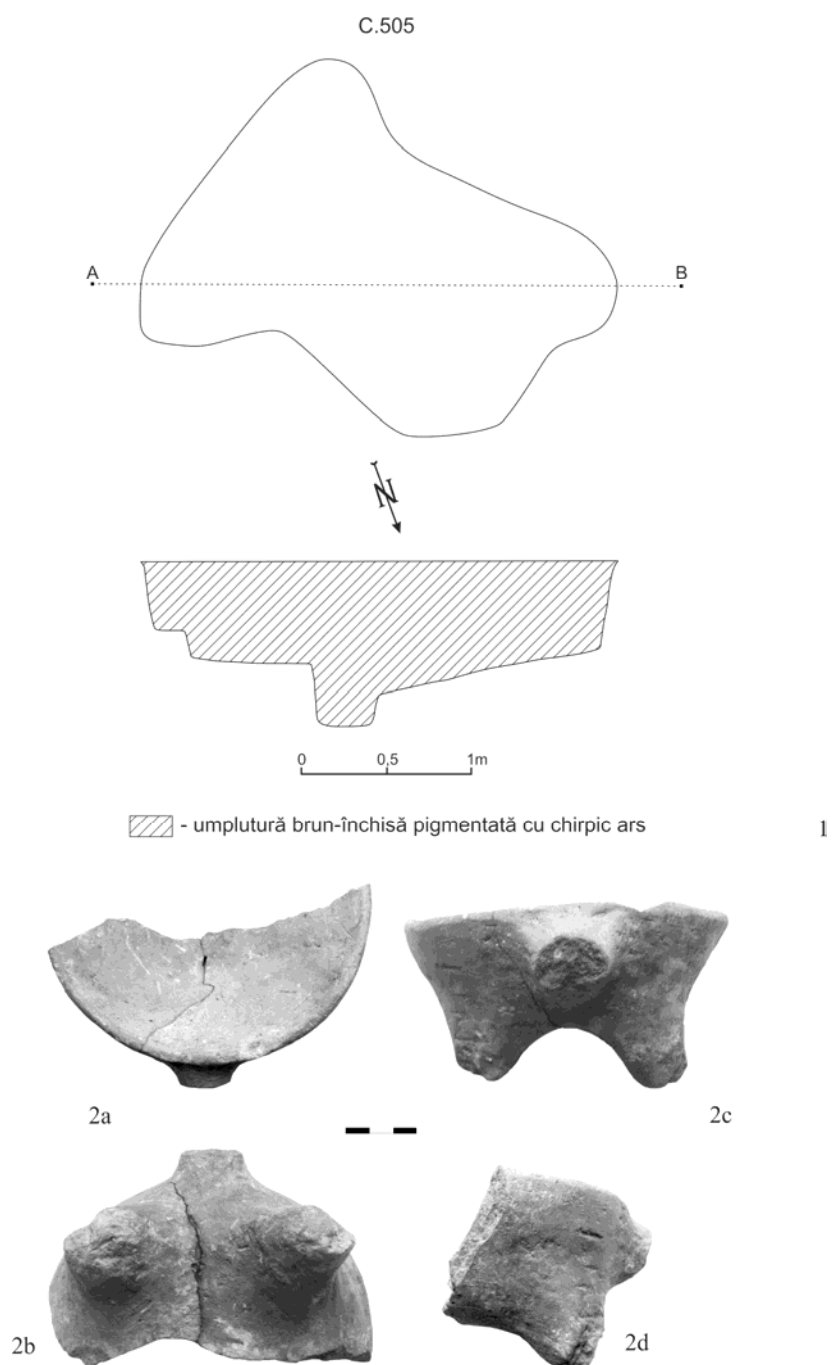 C.505
A
B
N
0 0,5 1m
- umplutură brun-închisă pigmentată cu chirpic ars
1
2a
2c
2b
2d